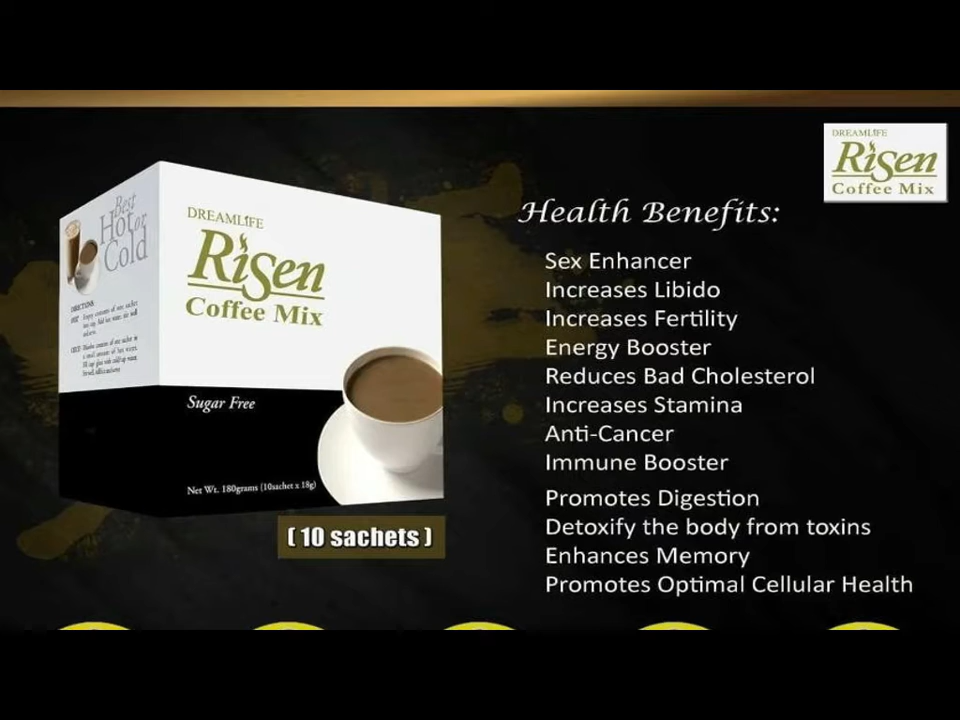 DREAMLIFE
Risen
Coffee Mix
Health Benefits:
Sex Enhancer
Increases Libido
Increases Fertility
Energy Booster
Reduces Bad Cholesterol
Increases Stamina
Anti-Cancer
Immune Booster
Promotes Digestion
Detoxify the body from toxins
Enhances Memory
Promotes Optimal Cellular Health
Best
Hot or
Cold
DIRECTIONS
DREAMLIFE
Risen
Coffee Mix
Sugar Free
Net Wt. 180grams (10sachet x 18g)
( 10 sachets )